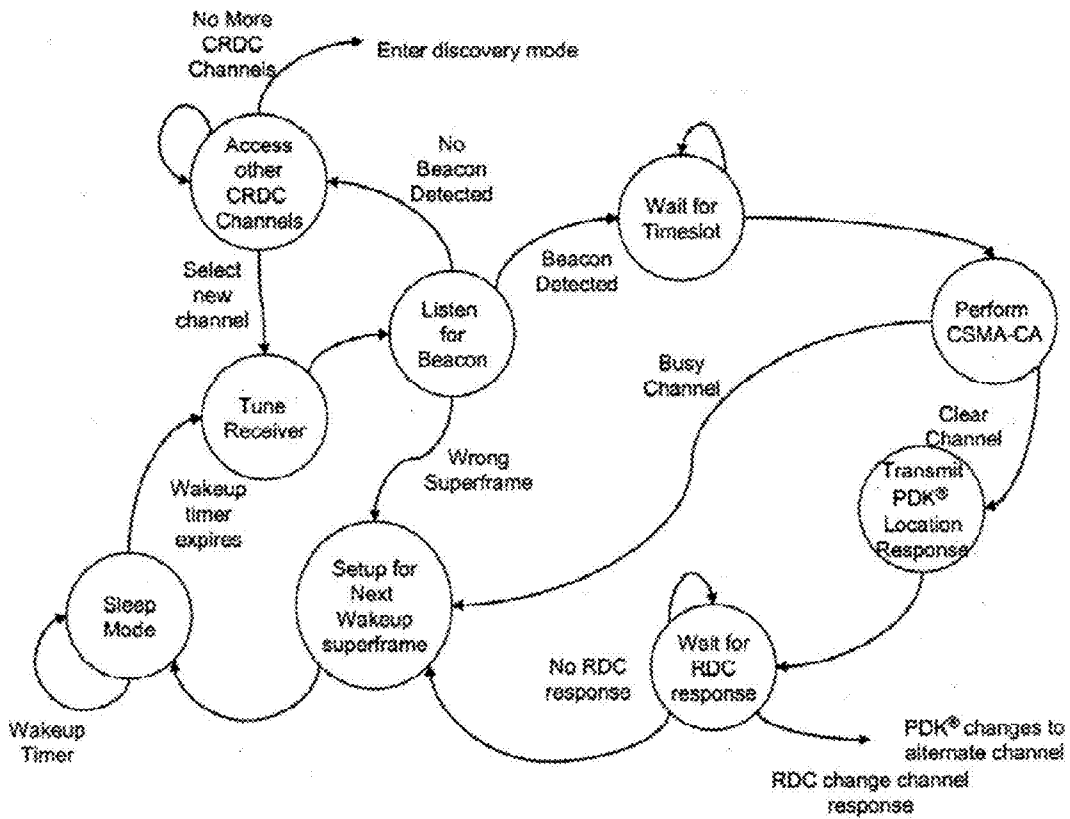 No More
CRDC
Channels
Enter discovery mode
Access
other
CRDC
Channels
No
Beacon
Detected
Wait for
Timeslot
Select
new
channel
Listen
for
Beacon
Beacon
Detected
Perform
CSMA-CA
Busy
Channel
Tune
Receiver
Clear
Channel
Wrong
Superframe
Transmit
PDK®
Location
Response
Wakeup
timer
expires
Setup for
Next
Wakeup
superframe
Sleep
Mode
Wait for
RDC
response
No RDC
response
Wakeup
Timer
PDK® changes to
alternate channel
RDC change channel
response